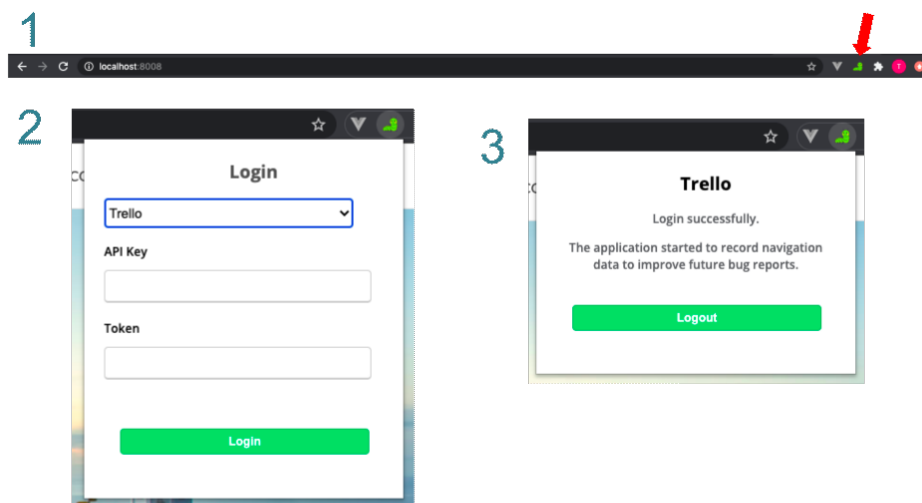 1
localhost:8008
T
2
Login
Trello
API Key
Token
Login
3
Trello
Login successfully.
The application started to record navigation
data to improve future bug reports.
Logout